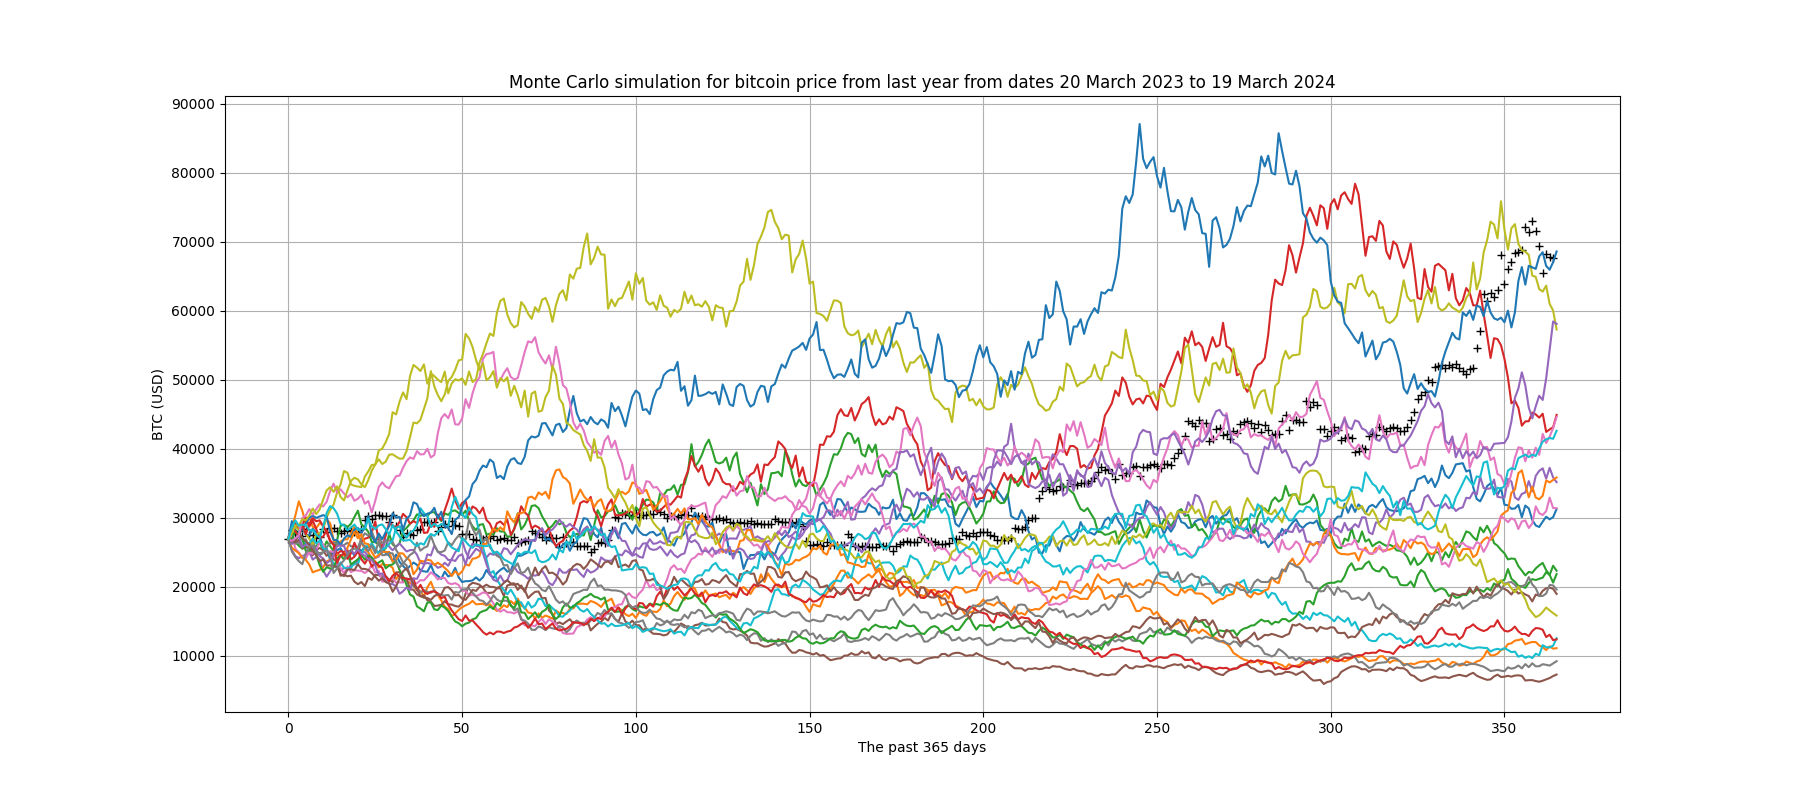 Monte Carlo simulation for bitcoin price from last year from dates 20 March 2023 to 19 March 2024
90000
80000
70000
60000
50000
40000
30000
20000
10000
BTC (USD)
0 50 100 150 200 250 300 350
The past 365 days